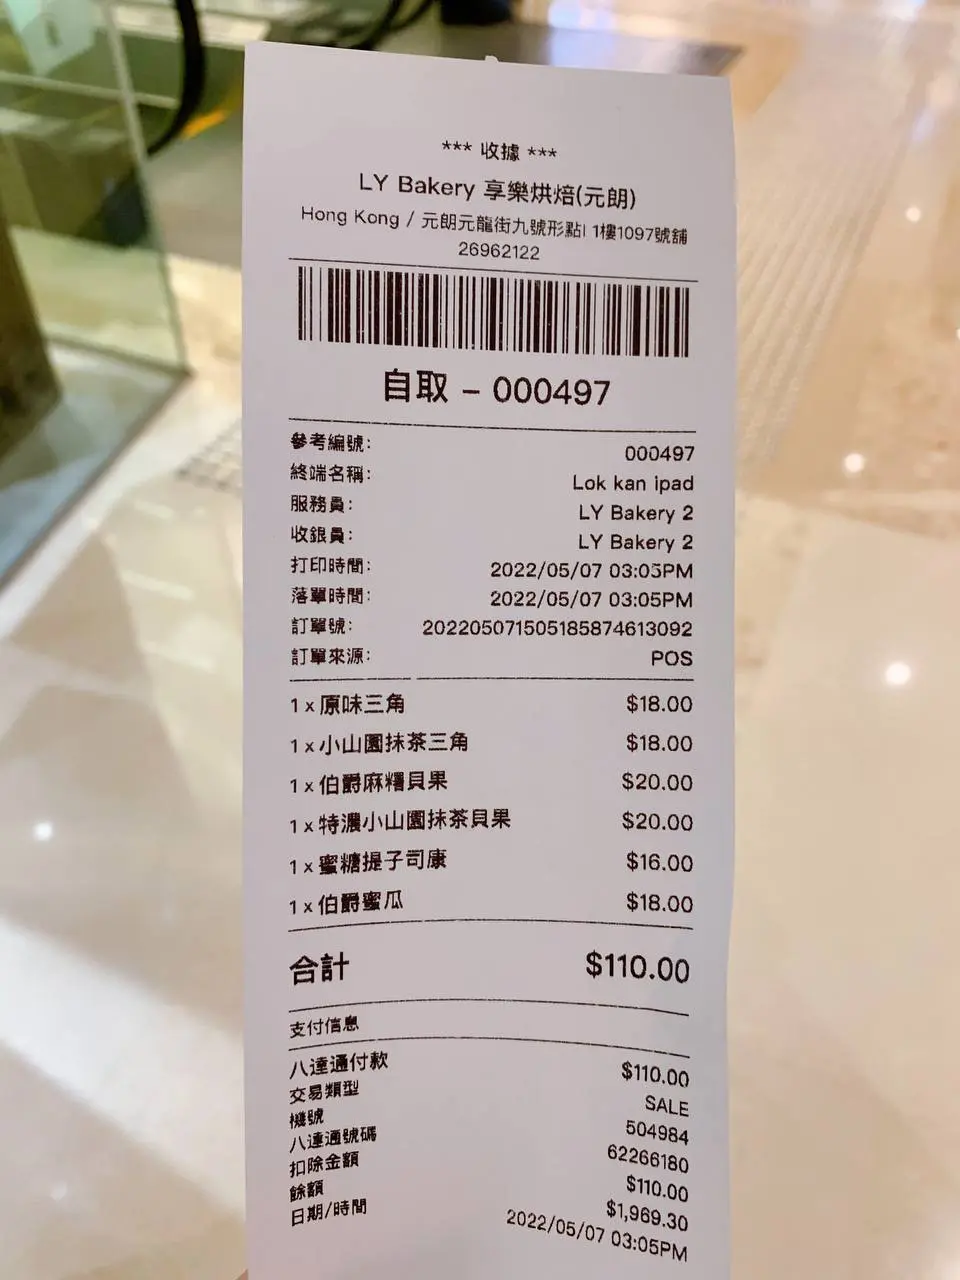 *** 收據 ***
LY Bakery 享樂烘焙(元朗)
Hong Kong / 元朗元龍街九號形點I 1樓1097號舖
26962122
自取 – 000497
參考編號: 000497
終端名稱: Lok kan ipad
服務員: LY Bakery 2
收銀員: LY Bakery 2
打印時間: 2022/05/07 03:05PM
落單時間: 2022/05/07 03:05PM
訂單號: 2022050715051858746​13092
訂單來源: POS
1 x 原味三角 $18.00
1 x 小山園抹茶三角 $18.00
1 x 伯爵麻糬貝果 $20.00
1 x 特濃小山園抹茶貝果 $20.00
1 x 蜜糖提子司康 $16.00
1 x 伯爵蜜瓜 $18.00
合計 $110.00
支付信息
八達通付款 $110.00
交易類型 SALE
機號 504984
八達通號碼 62266180
扣除金額 $110.00
餘額 $1,969.30
日期/時間 2022/05/07 03:05PM